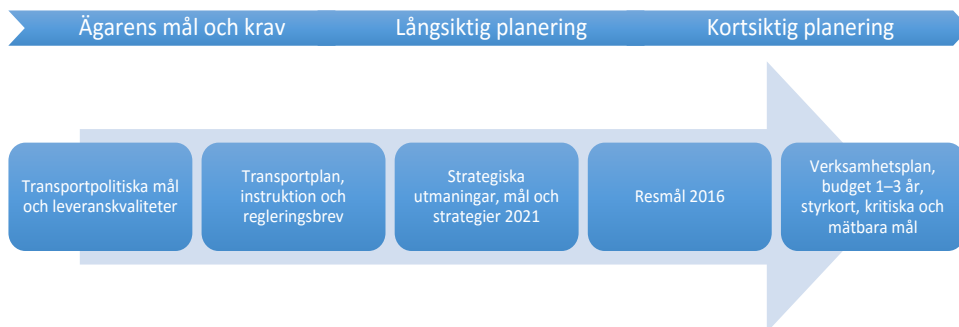 Ägarens mål och krav
Långsiktig planering
Kortsiktig planering
Transportpolitiska mål
och leveranskvaliteter
Transportplan,
instruktion och
regleringsbrev
Strategiska
utmaningar, mål och
strategier 2021
Resmål 2016
Verksamhetsplan,
budget 1–3 år,
styrkort, kritiska och
mätbara mål